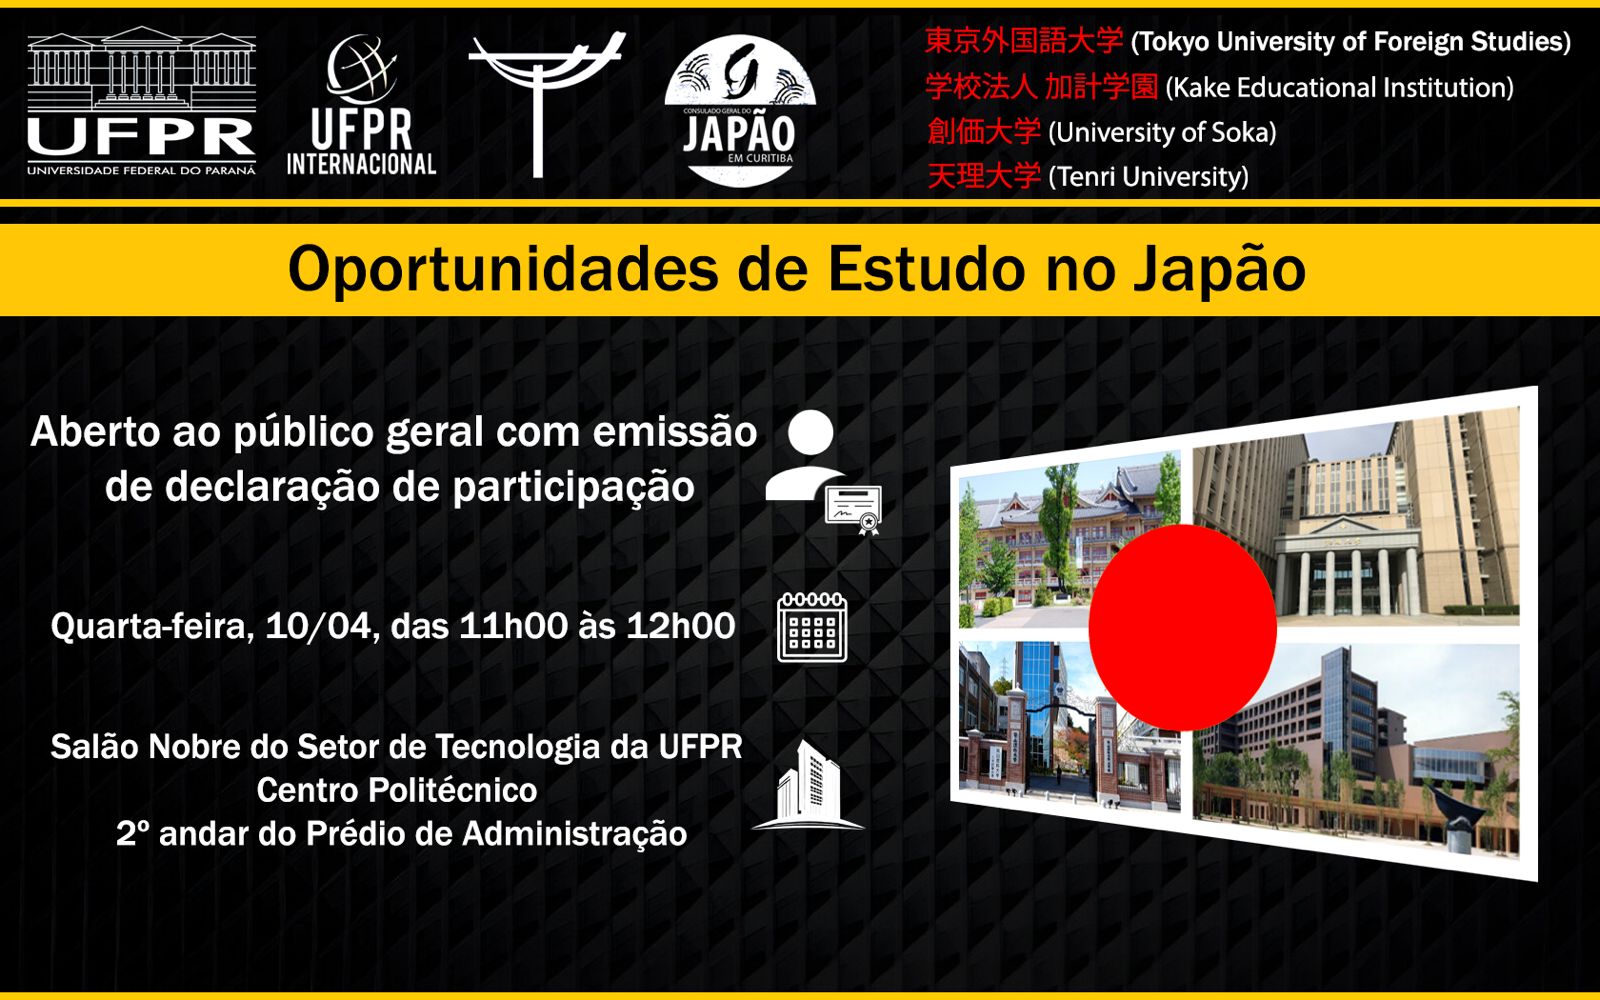 UFPR
UNIVERSIDADE FEDERAL DO PARANÁ
UFPR
INTERNACIONAL
CONSULADO GERAL DO
JAPÃO
EM CURITIBA
東京外国語大学 (Tokyo University of Foreign Studies)
学校法人 加計学園 (Kake Educational Institution)
創価大学 (University of Soka)
天理大学 (Tenri University)
Oportunidades de Estudo no Japão
Aberto ao público geral com emissão
de declaração de participação
Quarta-feira, 10/04, das 11h00 às 12h00
Salão Nobre do Setor de Tecnologia da UFPR
Centro Politécnico
2º andar do Prédio de Administração